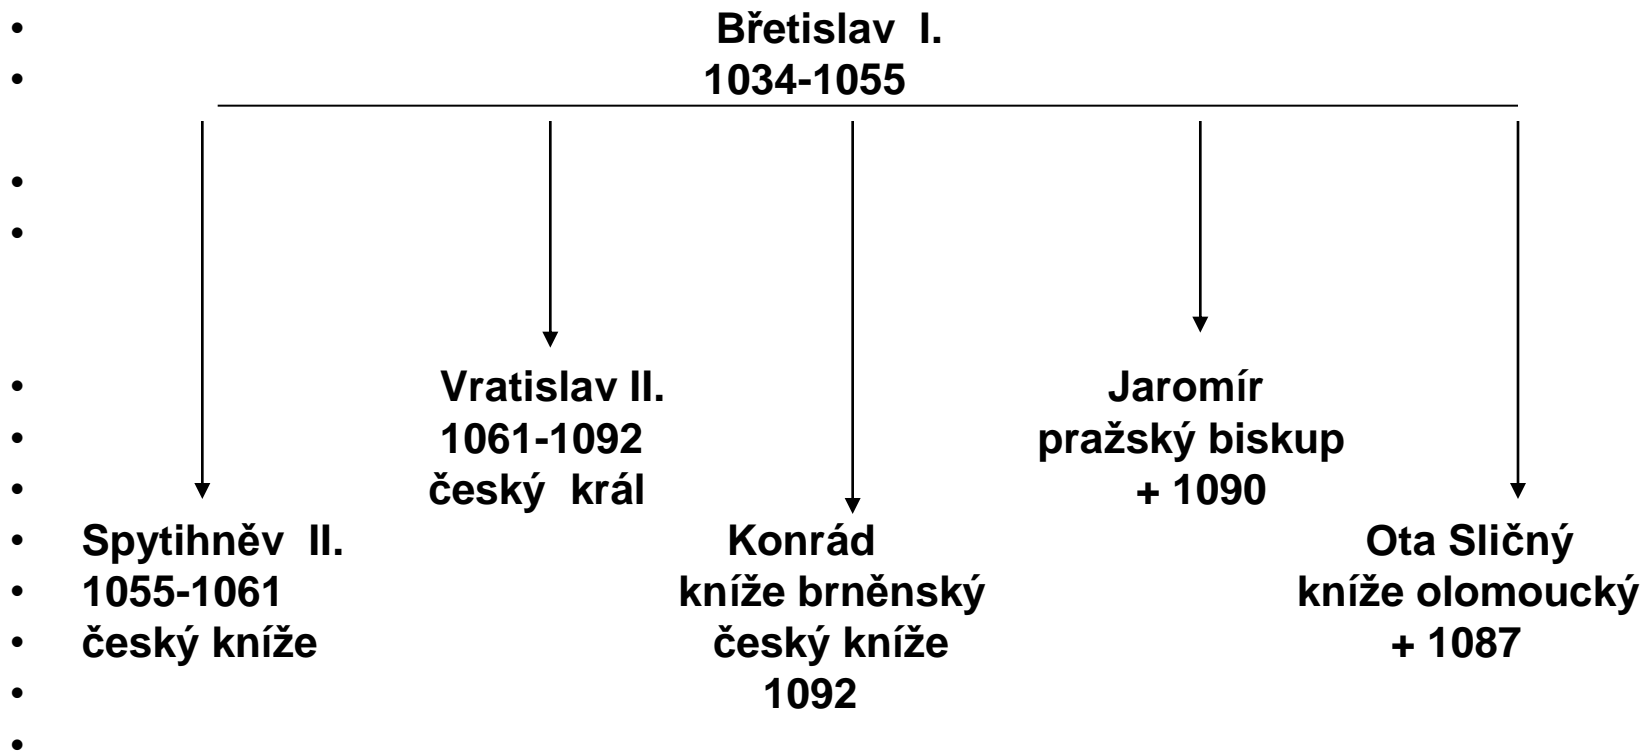 • Břetislav I.
• 1034-1055
•
•
• Vratislav II. Jaromír
• 1061-1092 pražský biskup
• český král + 1090
• Spytihněv II. Konrád Ota Sličný
• 1055-1061 kníže brněnský kníže olomoucký
• český kníže český kníže + 1087
• 1092
•